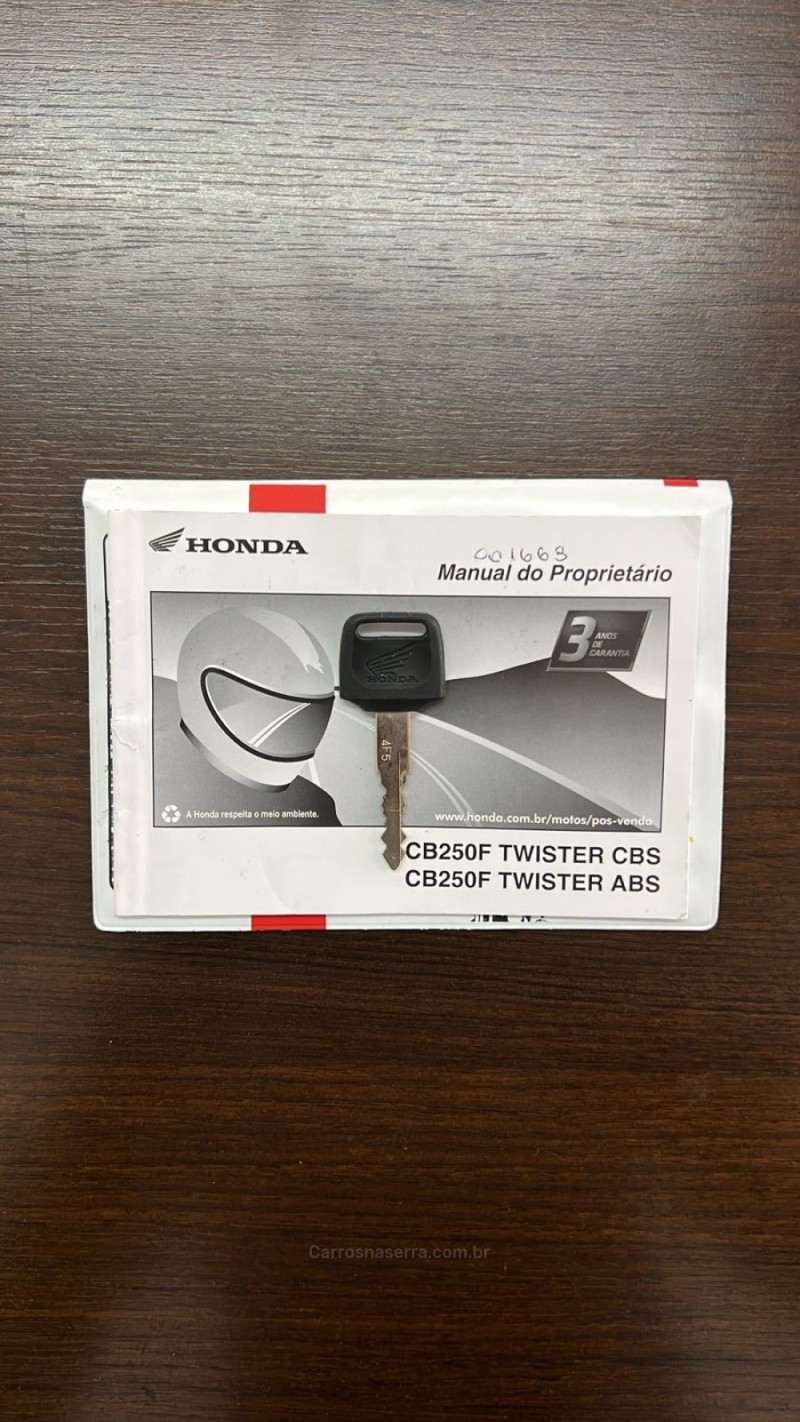 HONDA
001663
Manual do Proprietário
3 ANOS
DE
GARANTIA
HONDA
4F5
A Honda respeita o meio ambiente.
www.honda.com.br/motos/pos-venda
CB250F TWISTER CBS
CB250F TWISTER ABS
Carrosnaserra.com.br